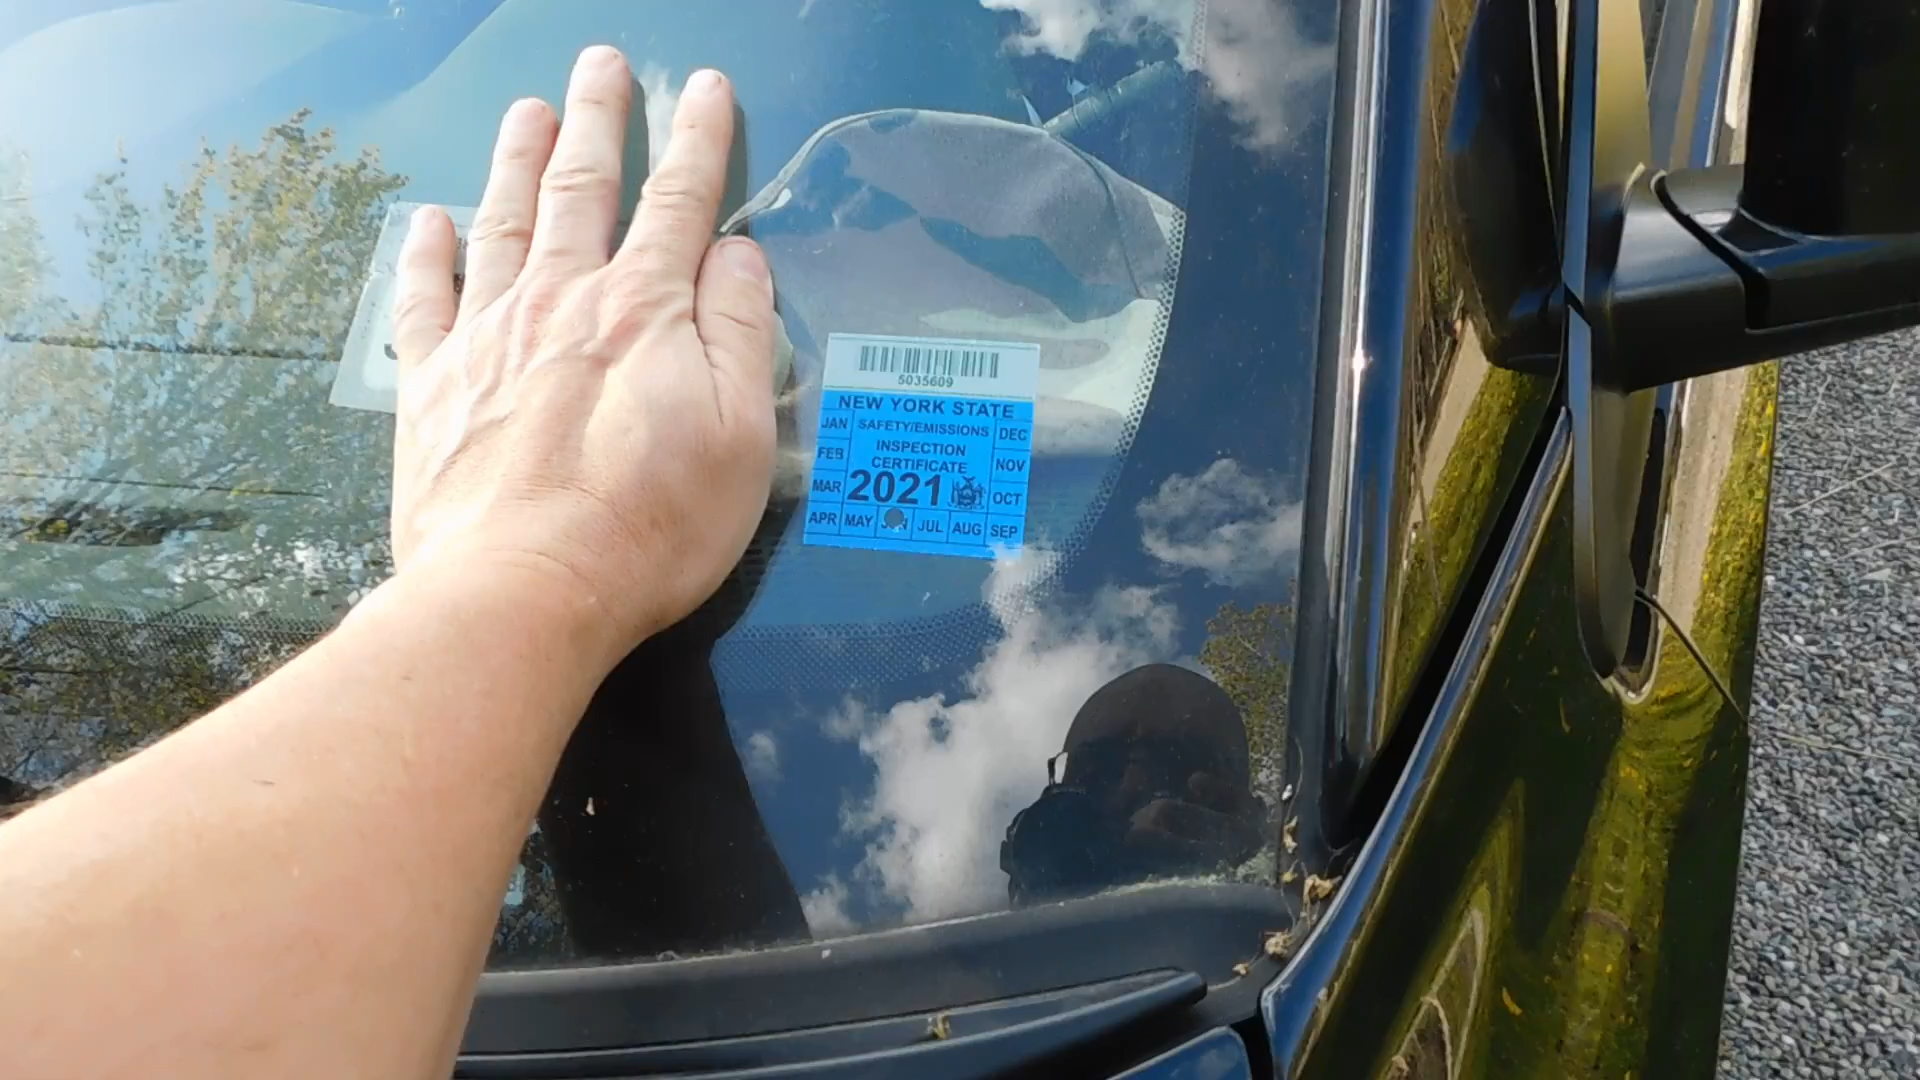 5035609
NEW YORK STATE
JAN SAFETY/EMISSIONS DEC
FEB INSPECTION NOV
CERTIFICATE
MAR 2021 OCT
APR MAY JUN JUL AUG SEP